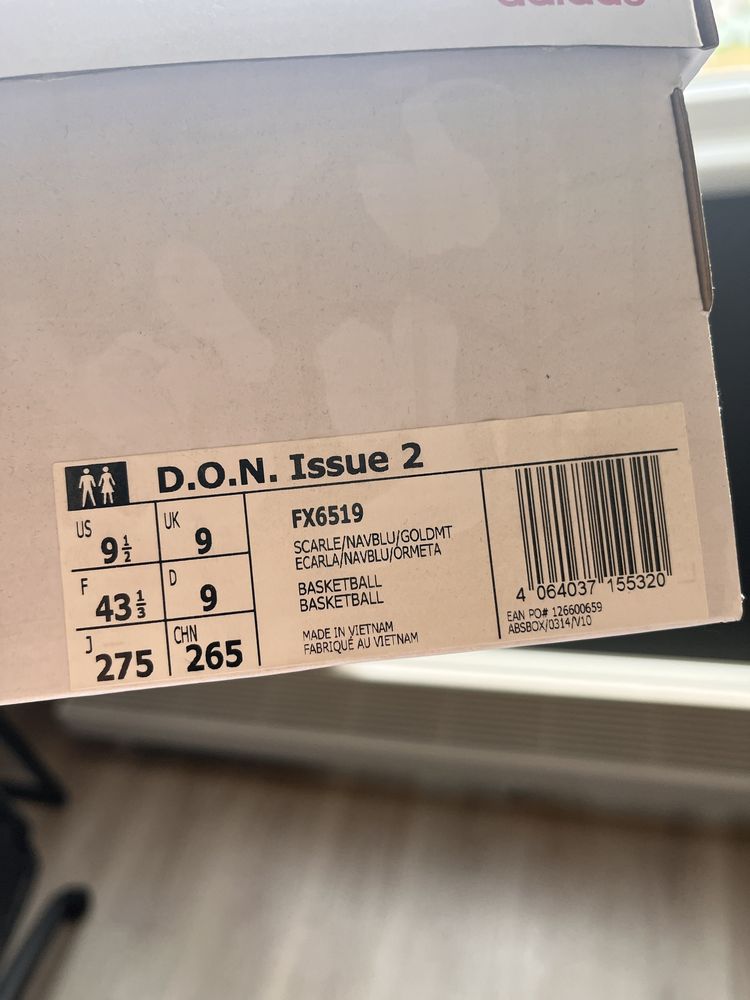 adidas
D.O.N. Issue 2
US 9½
UK 9
F 43⅓
D 9
J 275
CHN 265
FX6519
SCARLE/NAVBLU/GOLDMT
ECARLA/NAVBLU/ORMETA
BASKETBALL
BASKETBALL
MADE IN VIETNAM
FABRIQUÉ AU VIETNAM
4 064037 155320
EAN PO# 126600659
ABSBOX/0314/V10